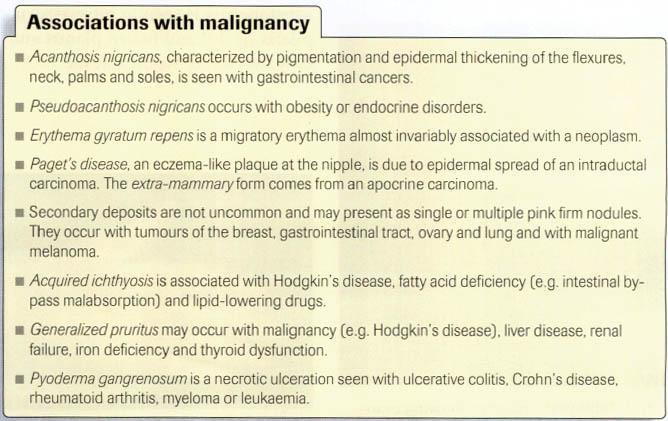 Associations with malignancy
■ Acanthosis nigricans, characterized by pigmentation and epidermal thickening of the flexures,
neck, palms and soles, is seen with gastrointestinal cancers.
■ Pseudoacanthosis nigricans occurs with obesity or endocrine disorders.
■ Erythema gyratum repens is a migratory erythema almost invariably associated with a neoplasm.
■ Paget's disease, an eczema-like plaque at the nipple, is due to epidermal spread of an intraductal
carcinoma. The extra-mammary form comes from an apocrine carcinoma.
■ Secondary deposits are not uncommon and may present as single or multiple pink firm nodules.
They occur with tumours of the breast, gastrointestinal tract, ovary and lung and with malignant
melanoma.
■ Acquired ichthyosis is associated with Hodgkin's disease, fatty acid deficiency (e.g. intestinal by-
pass malabsorption) and lipid-lowering drugs.
■ Generalized pruritus may occur with malignancy (e.g. Hodgkin's disease), liver disease, renal
failure, iron deficiency and thyroid dysfunction.
■ Pyoderma gangrenosum is a necrotic ulceration seen with ulcerative colitis, Crohn's disease,
rheumatoid arthritis, myeloma or leukaemia.